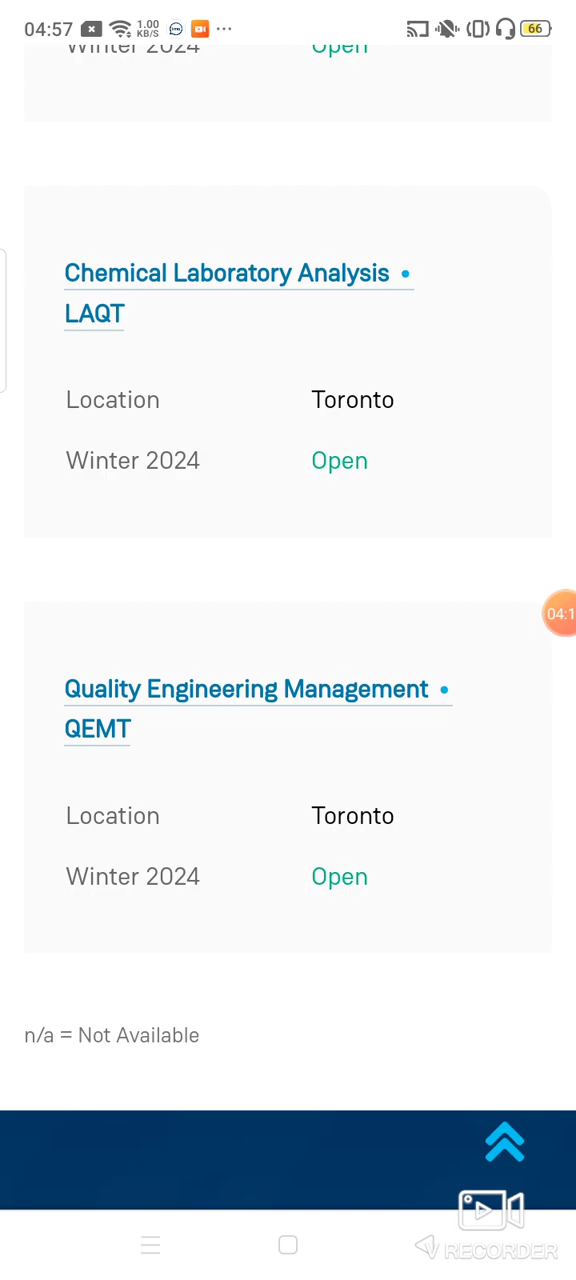 04:57 1.00 KB/S ... 66
Winter 2024 Open
Chemical Laboratory Analysis •
LAQT
Location Toronto
Winter 2024 Open
04:1
Quality Engineering Management •
QEMT
Location Toronto
Winter 2024 Open
n/a = Not Available
RECORDER